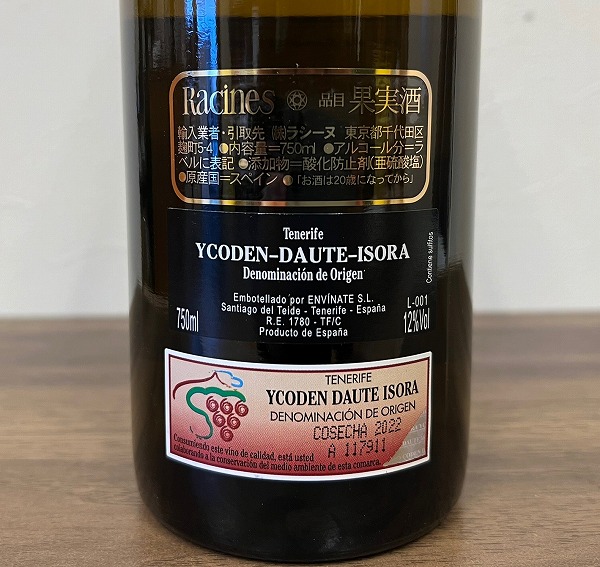 Racines 品目 果実酒
輸入業者・引取先 ㈱ラシーヌ 東京都千代田区
麹町5-4 ●内容量=750ml ●アルコール分=ラ
ベルに表記 ●添加物=酸化防止剤(亜硫酸塩)
●原産国=スペイン ● 「お酒は20歳になってから」
Tenerife
YCODEN-DAUTE-ISORA
Denominación de Origen
Contiene sulfitos
Embotellado por ENVÍNATE S.L.
Santiago del Teide - Tenerife - España
R.E. 1780 - TF/C
Producto de España
750ml
L-001
12%Vol
TENERIFE
YCODEN DAUTE ISORA
DENOMINACIÓN DE ORIGEN
COSECHA 2022
A 117911
Consumiendo este vino de calidad, está usted
colaborando a la conservación del medio ambiente de esta comarca.